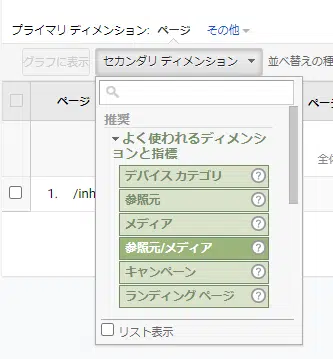 プライマリ ディメンション: ページ その他
グラフに表示 セカンダリ ディメンション 並べ替えの種
ページ ペー
推奨
よく使われるディメンシ
ョンと指標
全体
デバイス カテゴリ ?
1. /inh 参照元 ?
メディア ?
参照元/メディア ?
キャンペーン ?
ランディング ページ ?
リスト表示